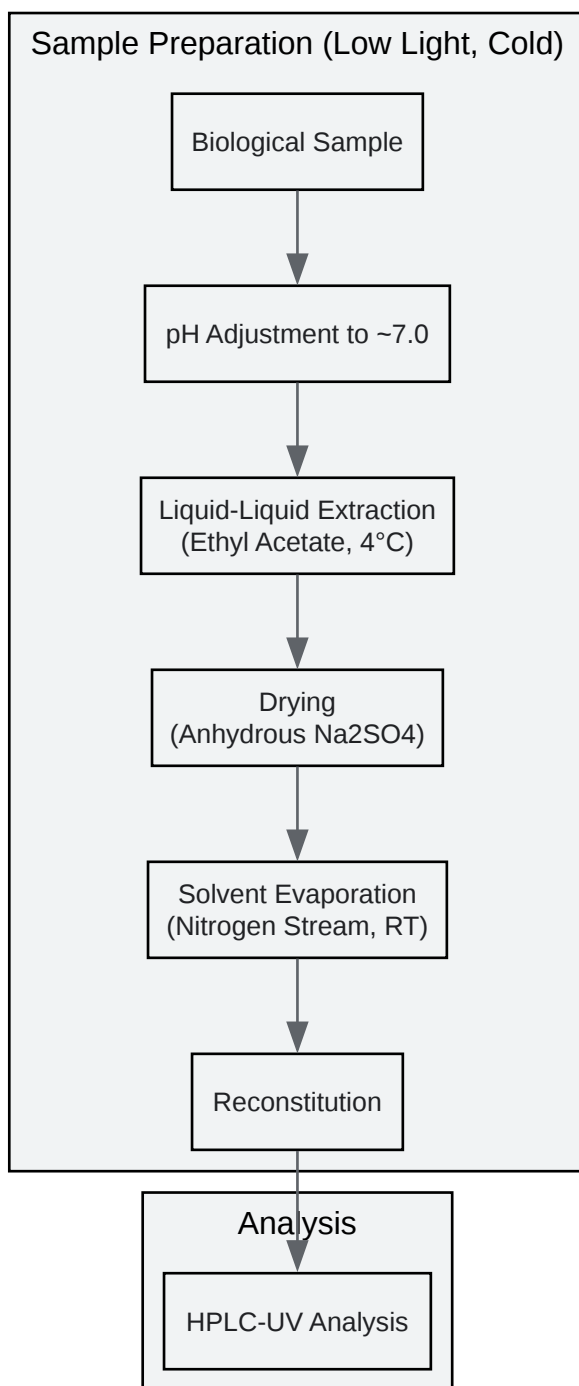 Sample Preparation (Low Light, Cold)
Biological Sample
pH Adjustment to ~7.0
Liquid-Liquid Extraction
(Ethyl Acetate, 4°C)
Drying
(Anhydrous Na2SO4)
Solvent Evaporation
(Nitrogen Stream, RT)
Reconstitution
Analysis
HPLC-UV Analysis